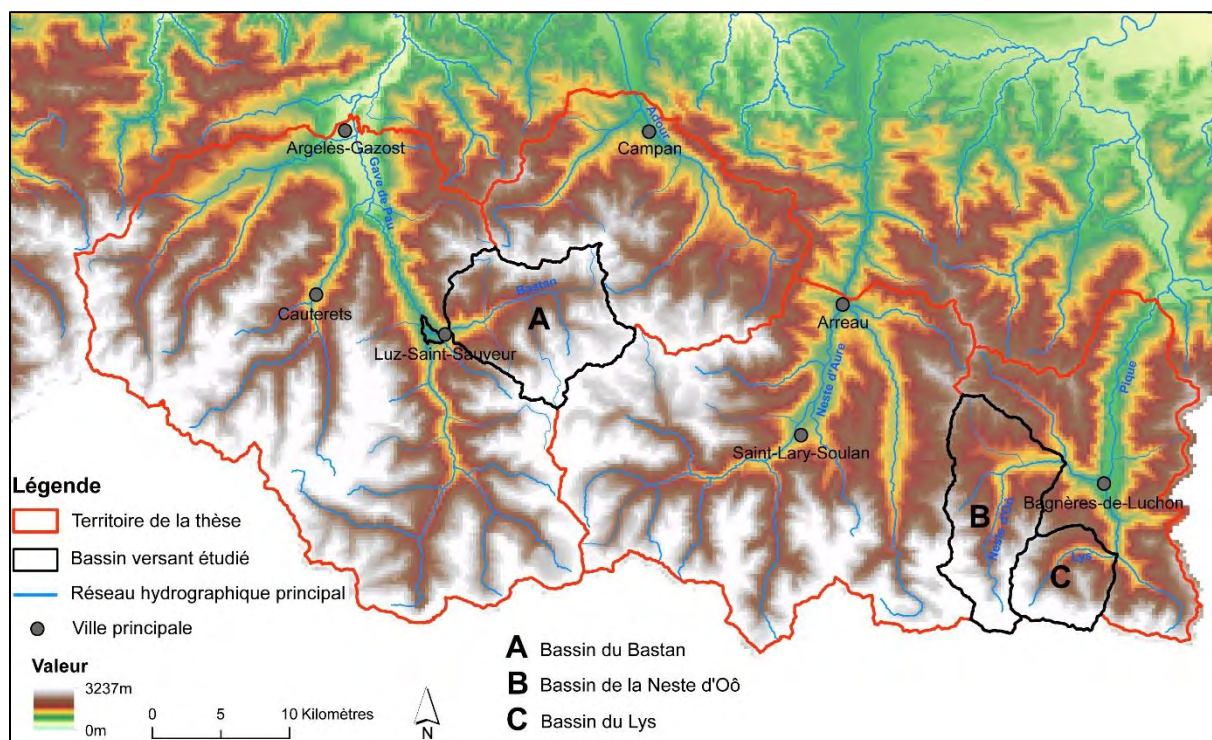 Argelès-Gazost
Gave de Pau
Adour
Campan
Cauterets
Bastan
A
Luz-Saint-Sauveur
Arreau
Neste d'Aure
Saint-Lary-Soulan
Pique
Bagnères-de-Luchon
B
Neste d'Oô
C
Lys
Légende
Territoire de la thèse
Bassin versant étudié
Réseau hydrographique principal
Ville principale
Valeur
3237m
0m
0 5 10 Kilomètres
N
A Bassin du Bastan
B Bassin de la Neste d'Oô
C Bassin du Lys